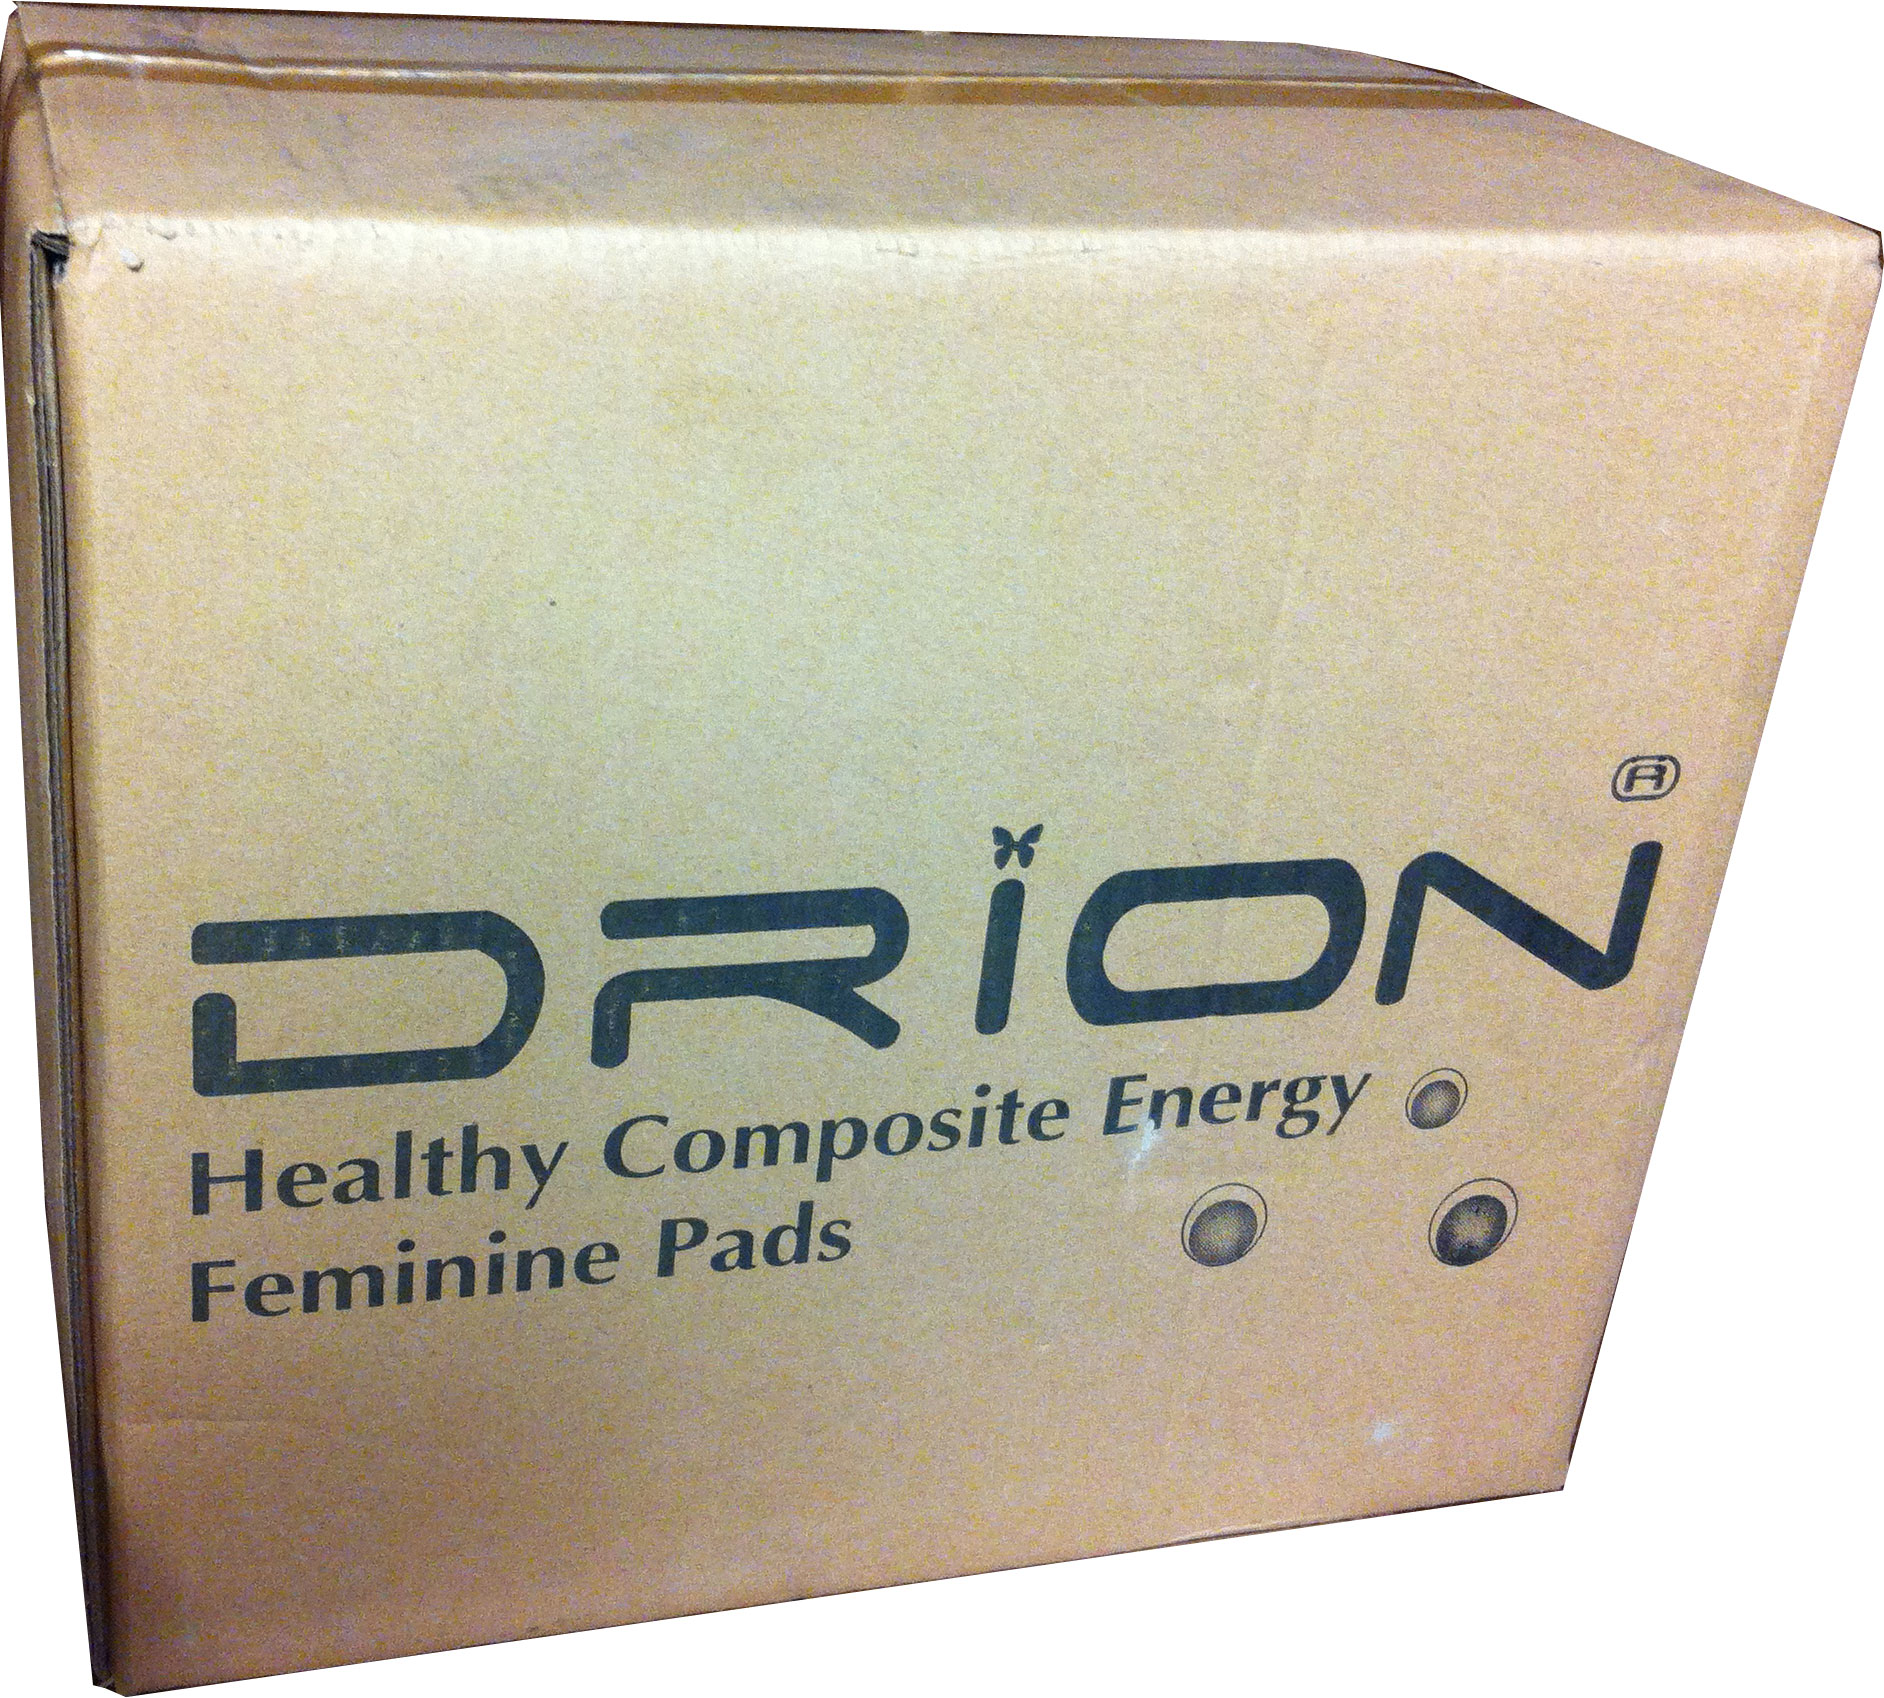 DRiON®
Healthy Composite Energy
Feminine Pads